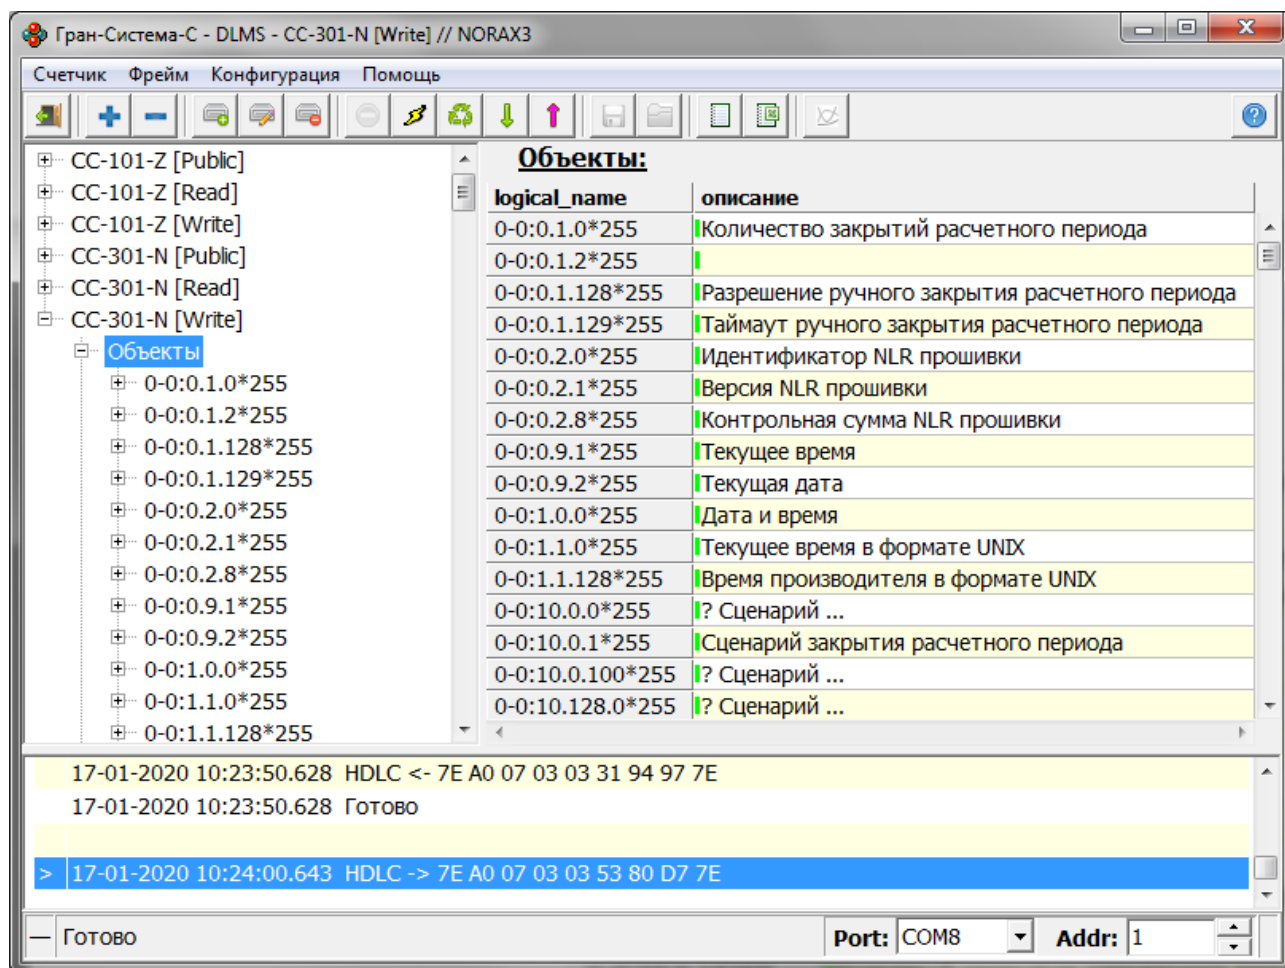 Гран-Система-С - DLMS - СС-301-N [Write] // NORAX3
Счетчик Фрейм Конфигурация Помощь
СС-101-Z [Public]
СС-101-Z [Read]
СС-101-Z [Write]
СС-301-N [Public]
СС-301-N [Read]
СС-301-N [Write]
Объекты
0-0:0.1.0*255
0-0:0.1.2*255
0-0:0.1.128*255
0-0:0.1.129*255
0-0:0.2.0*255
0-0:0.2.1*255
0-0:0.2.8*255
0-0:0.9.1*255
0-0:0.9.2*255
0-0:1.0.0*255
0-0:1.1.0*255
0-0:1.1.128*255
Объекты:
logical_name описание
0-0:0.1.0*255 Количество закрытий расчетного периода
0-0:0.1.2*255
0-0:0.1.128*255 Разрешение ручного закрытия расчетного периода
0-0:0.1.129*255 Таймаут ручного закрытия расчетного периода
0-0:0.2.0*255 Идентификатор NLR прошивки
0-0:0.2.1*255 Версия NLR прошивки
0-0:0.2.8*255 Контрольная сумма NLR прошивки
0-0:0.9.1*255 Текущее время
0-0:0.9.2*255 Текущая дата
0-0:1.0.0*255 Дата и время
0-0:1.1.0*255 Текущее время в формате UNIX
0-0:1.1.128*255 Время производителя в формате UNIX
0-0:10.0.0*255 ? Сценарий ...
0-0:10.0.1*255 Сценарий закрытия расчетного периода
0-0:10.0.100*255 ? Сценарий ...
0-0:10.128.0*255 ? Сценарий ...
17-01-2020 10:23:50.628 HDLC <- 7E A0 07 03 03 31 94 97 7E
17-01-2020 10:23:50.628 Готово
> 17-01-2020 10:24:00.643 HDLC -> 7E A0 07 03 03 53 80 D7 7E
Готово Port: COM8 Addr: 1